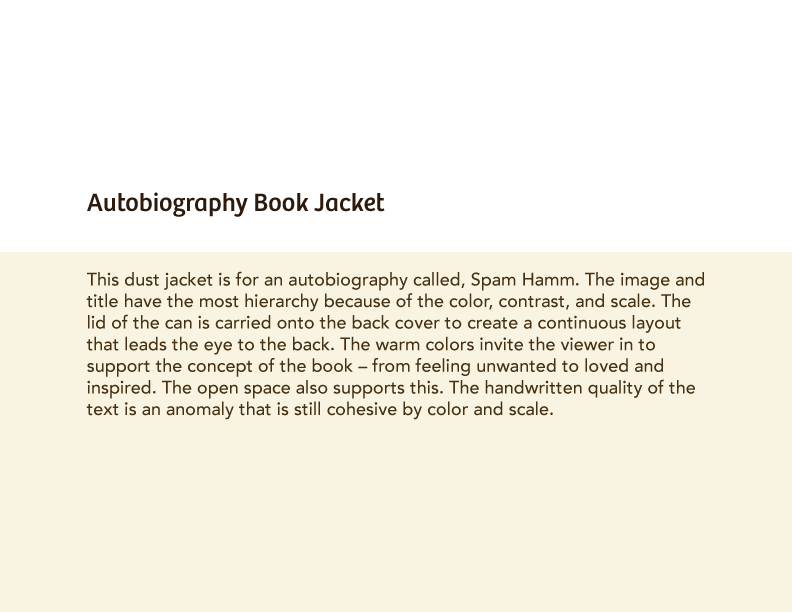 Autobiography Book Jacket
This dust jacket is for an autobiography called, Spam Hamm. The image and
title have the most hierarchy because of the color, contrast, and scale. The
lid of the can is carried onto the back cover to create a continuous layout
that leads the eye to the back. The warm colors invite the viewer in to
support the concept of the book – from feeling unwanted to loved and
inspired. The open space also supports this. The handwritten quality of the
text is an anomaly that is still cohesive by color and scale.